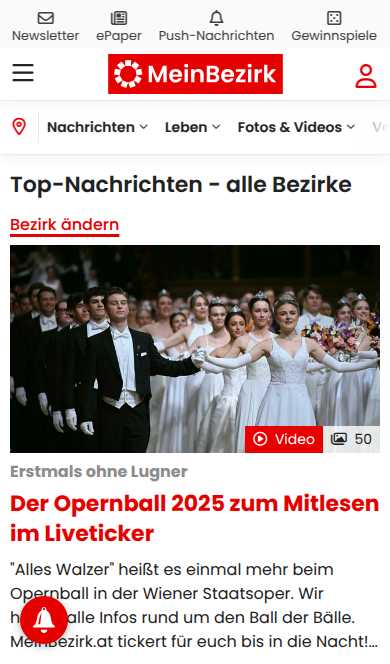 Newsletter ePaper Push-Nachrichten Gewinnspiele
MeinBezirk
Nachrichten Leben Fotos & Videos
Top-Nachrichten - alle Bezirke
Bezirk ändern
Video 50
Erstmals ohne Lugner
Der Opernball 2025 zum Mitlesen
im Liveticker
"Alles Walzer" heißt es einmal mehr beim
Opernball in der Wiener Staatsoper. Wir
alle Infos rund um den Ball der Bälle.
MeinBezirk.at tickert für euch bis in die Nacht!...